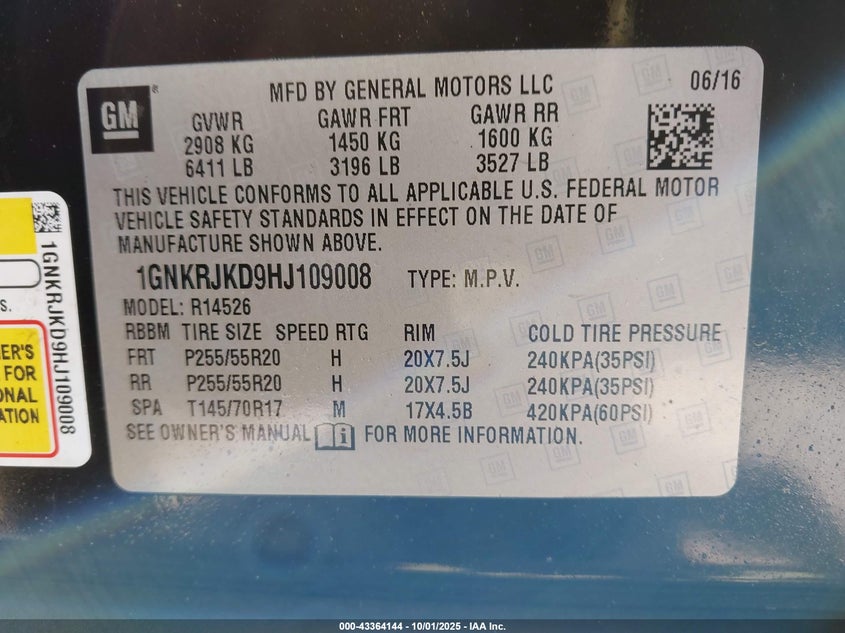 GM ®
MFD BY GENERAL MOTORS LLC
06/16
GVWR GAWR FRT GAWR RR
2908 KG 1450 KG 1600 KG
6411 LB 3196 LB 3527 LB
THIS VEHICLE CONFORMS TO ALL APPLICABLE U.S. FEDERAL MOTOR
VEHICLE SAFETY STANDARDS IN EFFECT ON THE DATE OF
MANUFACTURE SHOWN ABOVE.
1GNKRJKD9HJ109008 TYPE: M.P.V.
MODEL: R14526
RBBM TIRE SIZE SPEED RTG RIM COLD TIRE PRESSURE
FRT P255/55R20 H 20X7.5J 240KPA(35PSI)
RR P255/55R20 H 20X7.5J 240KPA(35PSI)
SPA T145/70R17 M 17X4.5B 420KPA(60PSI)
SEE OWNER'S MANUAL FOR MORE INFORMATION.
1GNKRJKD9HJ109008
S.
NER'S
FOR
ONAL
ATION
000-43364144 - 10/01/2025 - IAA Inc.